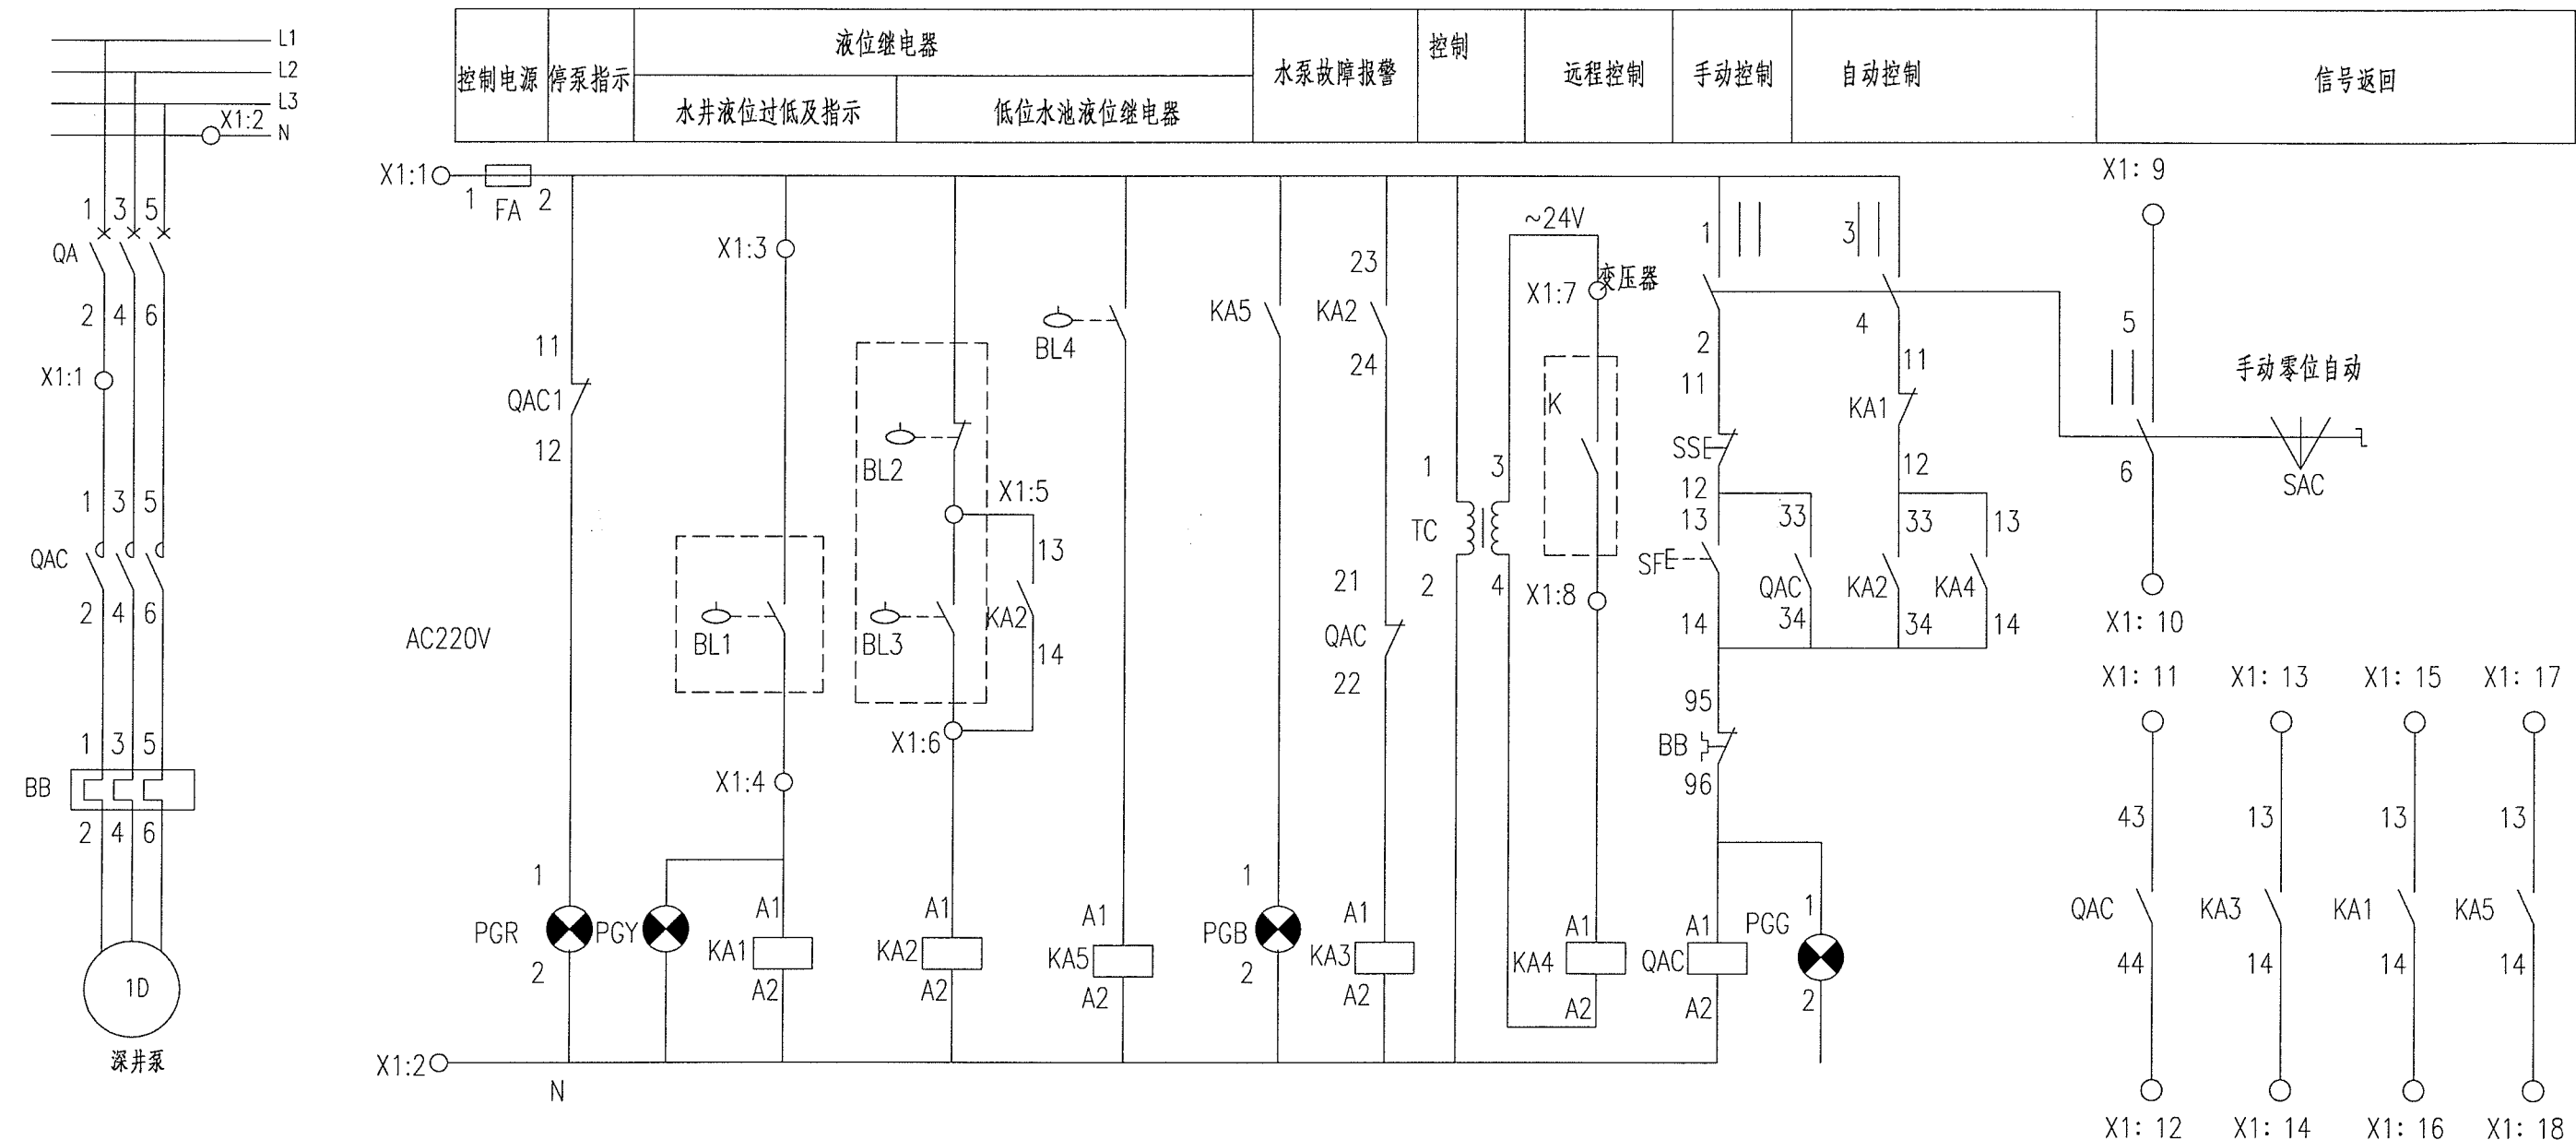 L1
L2
L3
X1:2
N
1 3 5
QA
2 4 6
X1:1
1 3 5
QAC
2 4 6
1 3 5
BB
2 4 6
1D
深井泵
控制电源
停泵指示
液位继电器
水井液位过低及指示
低位水池液位继电器
水泵故障报警
控制
变压器
远程控制
手动控制
自动控制
信号返回
X1:1
1
FA
2
AC220V
X1:2
N
11
QAC1
12
1
PGR
2
PGY
X1:3
BL1
X1:4
A1
KA1
A2
BL2
X1:5
13
KA2
14
BL3
X1:6
A1
KA2
A2
BL4
A1
KA5
A2
KA5
1
PGB
2
23
KA2
24
21
QAC
22
A1
KA3
A2
1
3
TC
2
4
~24V
X1:7
K
X1:8
A1
KA4
A2
1
2
11
SSE
12
13
SFE
14
33
QAC
34
95
BB
96
A1
QAC
A2
1
PGG
2
3
4
11
KA1
12
33
KA2
34
13
KA4
14
X1: 9
5
6
X1: 10
手动零位自动
SAC
X1: 11
X1: 13
X1: 15
X1: 17
43
13
13
13
QAC
KA3
KA1
KA5
44
14
14
14
X1: 12
X1: 14
X1: 16
X1: 18